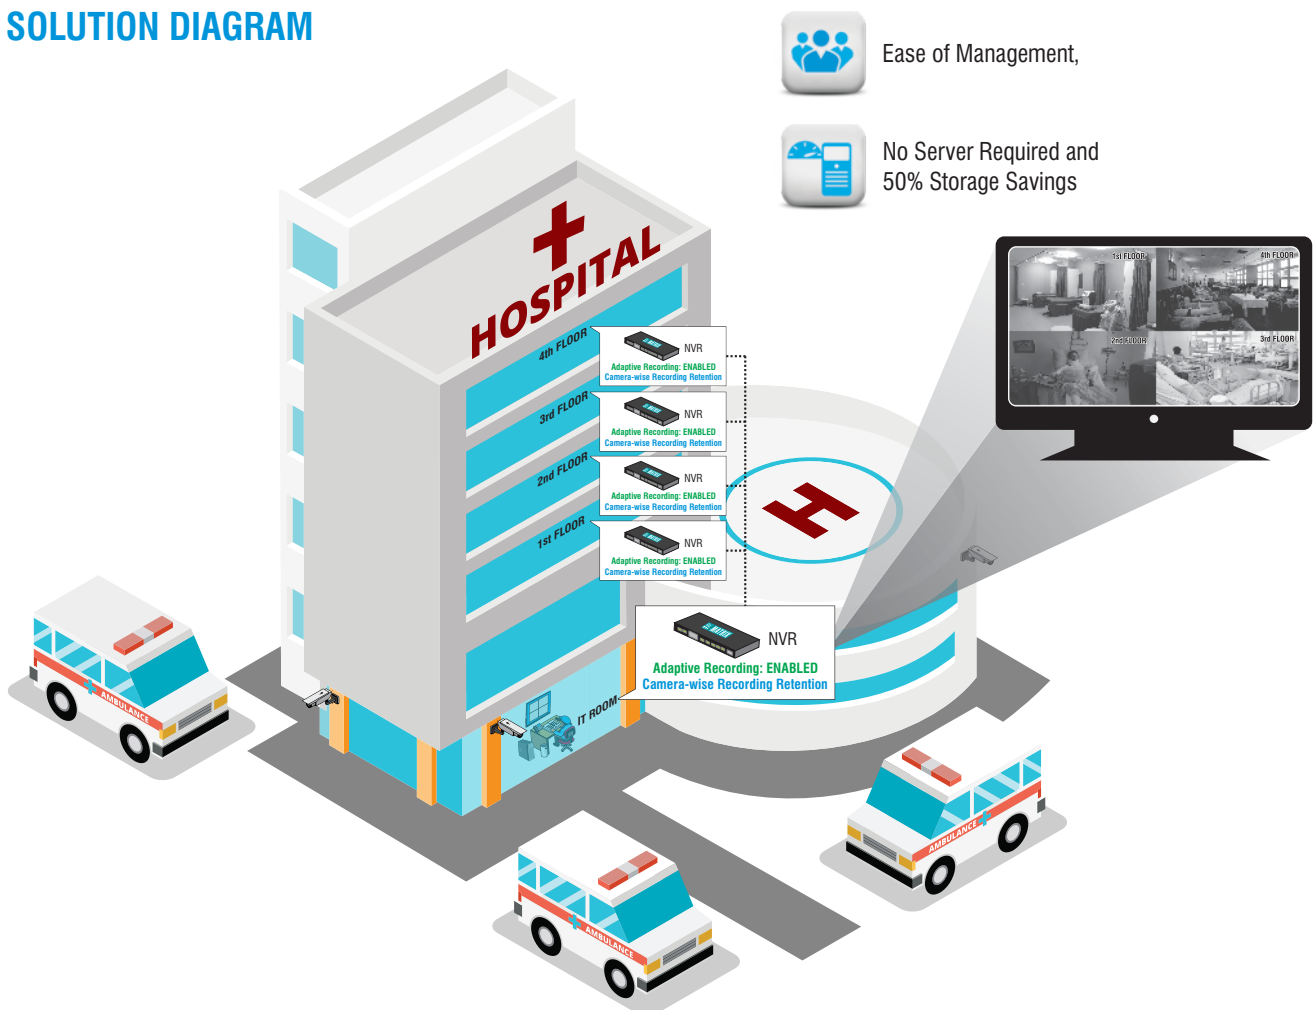 SOLUTION DIAGRAM
Ease of Management,
No Server Required and
50% Storage Savings
HOSPITAL
1st FLOOR
4th FLOOR
2nd FLOOR
3rd FLOOR
4th FLOOR
NVR
Adaptive Recording: ENABLED
Camera-wise Recording Retention
3rd FLOOR
NVR
Adaptive Recording: ENABLED
Camera-wise Recording Retention
2nd FLOOR
NVR
Adaptive Recording: ENABLED
Camera-wise Recording Retention
1st FLOOR
NVR
Adaptive Recording: ENABLED
Camera-wise Recording Retention
H
MATRIX
NVR
Adaptive Recording: ENABLED
Camera-wise Recording Retention
IT ROOM
AMBULANCE
AMBULANCE
AMBULANCE